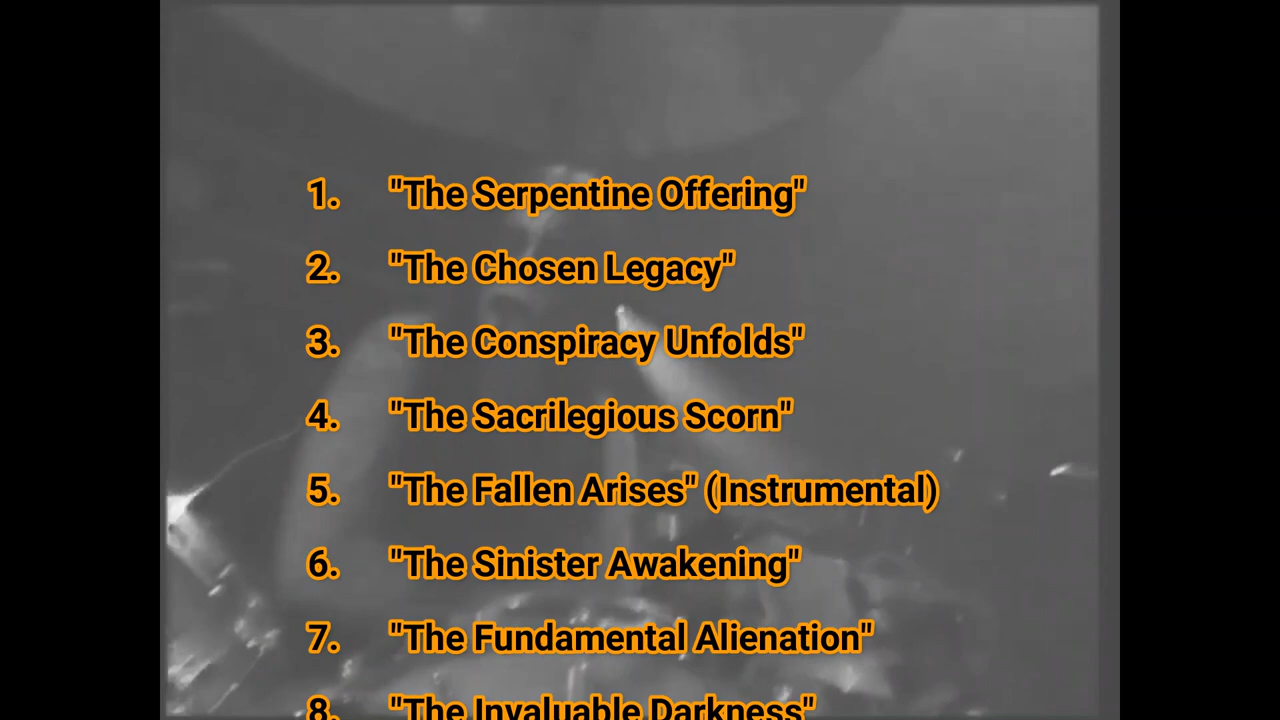 1. "The Serpentine Offering"
2. "The Chosen Legacy"
3. "The Conspiracy Unfolds"
4. "The Sacrilegious Scorn"
5. "The Fallen Arises" (Instrumental)
6. "The Sinister Awakening"
7. "The Fundamental Alienation"
8. "The Invaluable Darkness"